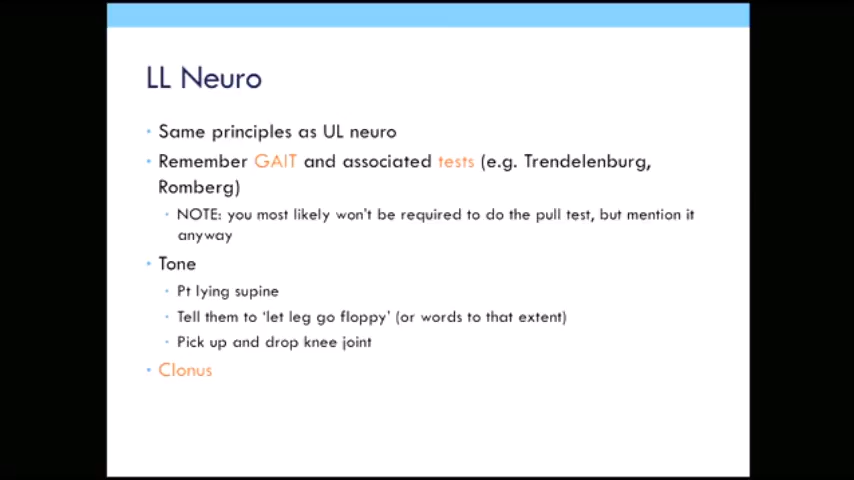 LL Neuro
• Same principles as UL neuro
• Remember GAIT and associated tests (e.g. Trendelenburg,
Romberg)
• NOTE: you most likely won't be required to do the pull test, but mention it
anyway
• Tone
• Pt lying supine
• Tell them to 'let leg go floppy' (or words to that extent)
• Pick up and drop knee joint
• Clonus